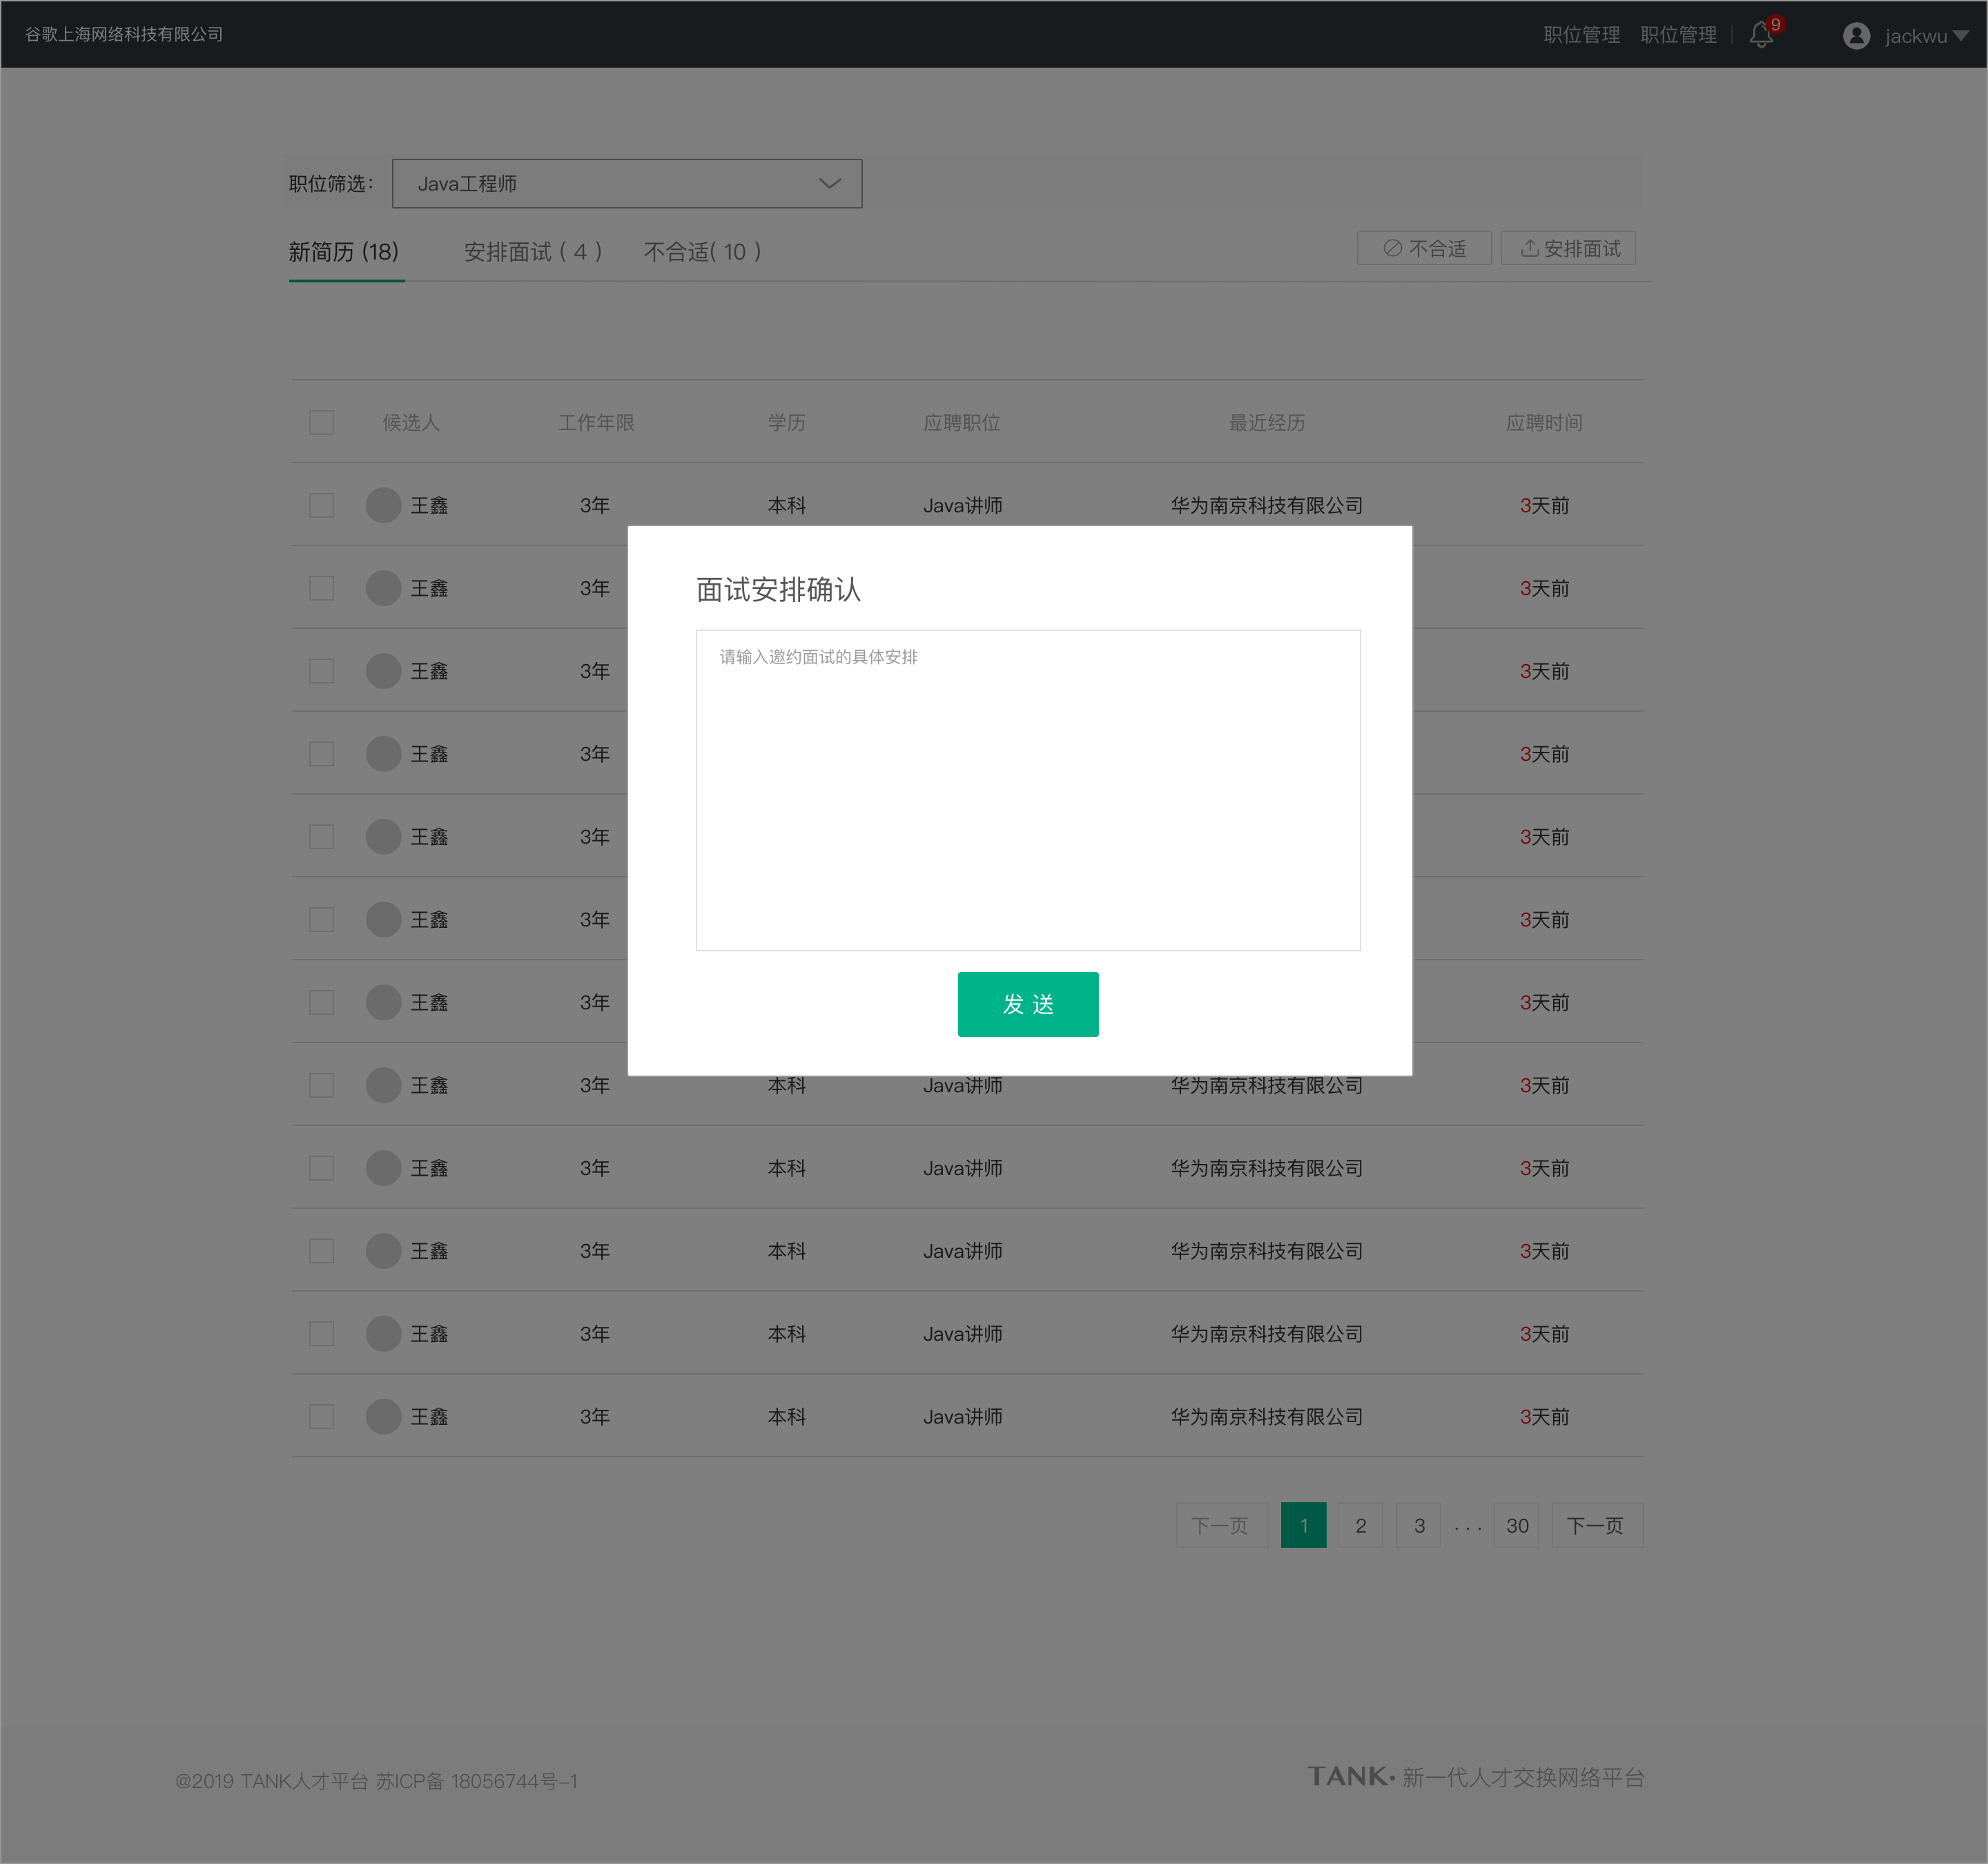 谷歌上海网络科技有限公司 职位管理 职位管理 9 jackwu
职位筛选： Java工程师
新简历 (18) 安排面试 ( 4 ) 不合适( 10 ) 不合适 安排面试
候选人 工作年限 学历 应聘职位 最近经历 应聘时间
王鑫 3年 本科 Java讲师 华为南京科技有限公司 3天前
面试安排确认
王鑫 3年 3天前
请输入邀约面试的具体安排
王鑫 3年 3天前
王鑫 3年 3天前
王鑫 3年 3天前
王鑫 3年 3天前
王鑫 3年 3天前
发 送
王鑫 3年 本科 Java讲师 华为南京科技有限公司 3天前
王鑫 3年 本科 Java讲师 华为南京科技有限公司 3天前
王鑫 3年 本科 Java讲师 华为南京科技有限公司 3天前
王鑫 3年 本科 Java讲师 华为南京科技有限公司 3天前
王鑫 3年 本科 Java讲师 华为南京科技有限公司 3天前
下一页 1 2 3 ... 30 下一页
@2019 TANK人才平台 苏ICP备 18056744号-1 TANK·新一代人才交换网络平台